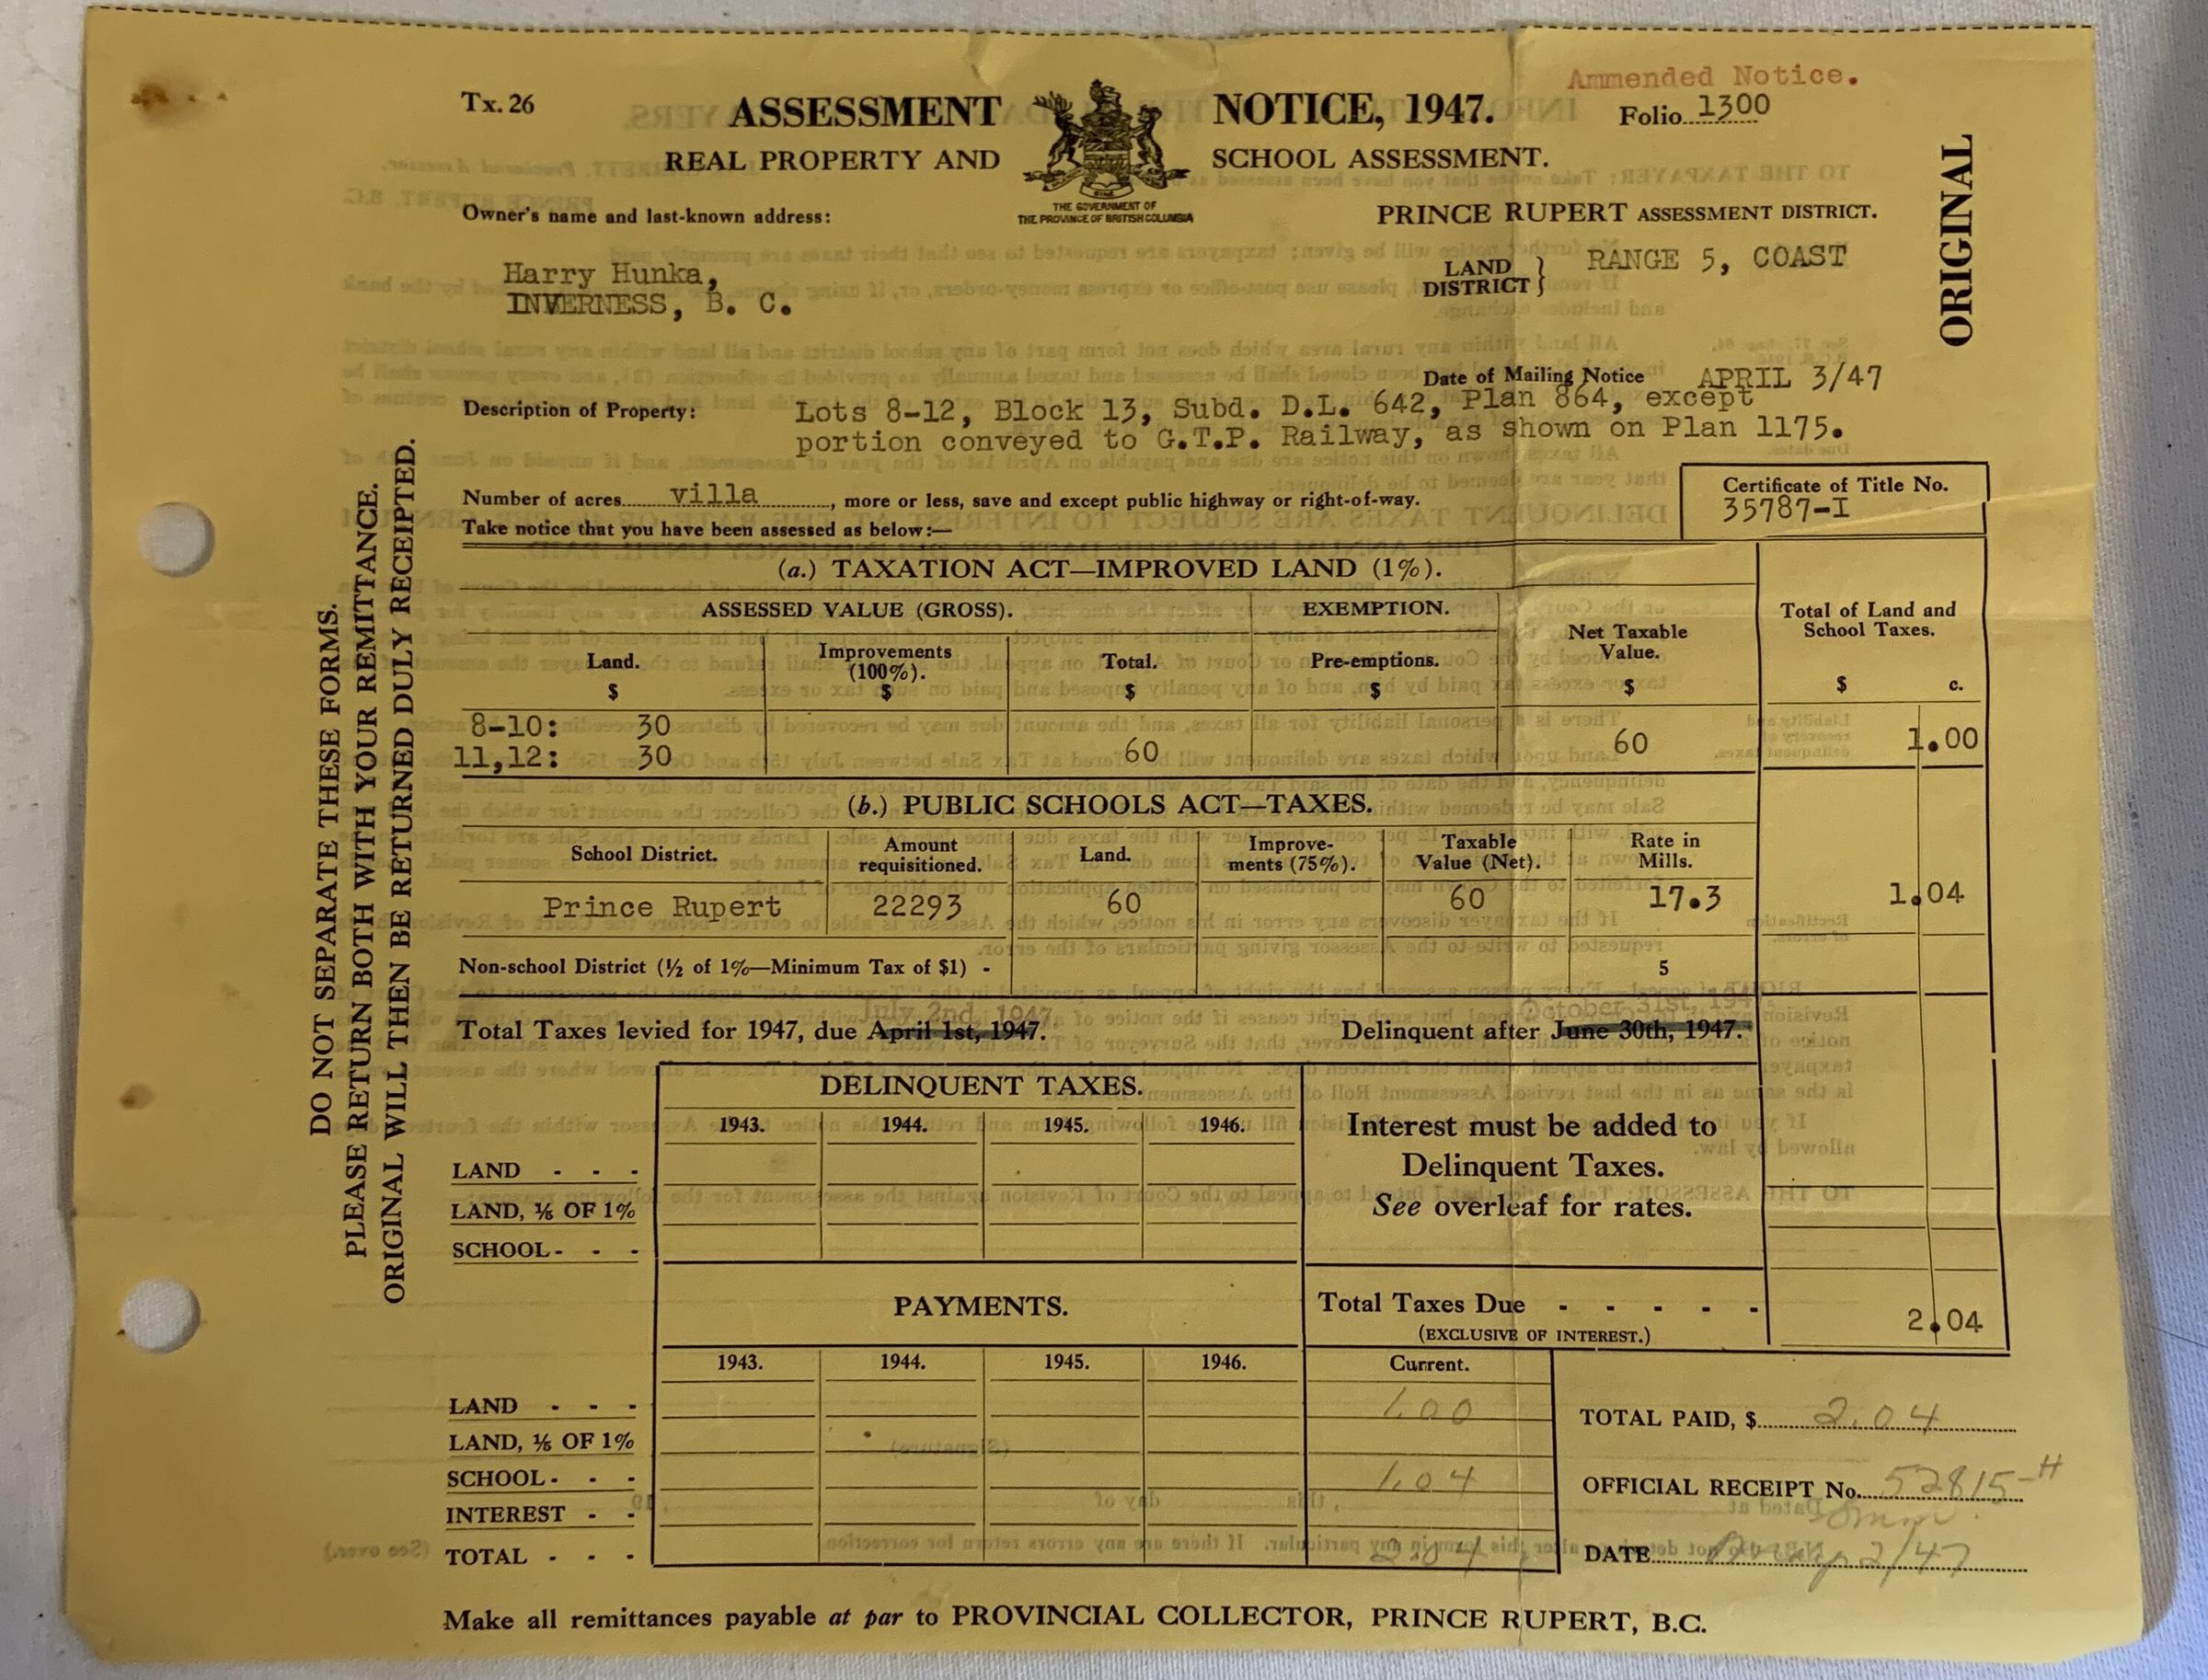 Ammended Notice.
Tx. 26
ASSESSMENT NOTICE, 1947.
Folio 1300
REAL PROPERTY AND SCHOOL ASSESSMENT.
THE GOVERNMENT OF
THE PROVINCE OF BRITISH COLUMBIA
ORIGINAL
Owner's name and last-known address:
PRINCE RUPERT ASSESSMENT DISTRICT.
Harry Hunka,
INVERNESS, B. C.
LAND DISTRICT } RANGE 5, COAST
Date of Mailing Notice APRIL 3/47
Description of Property: Lots 8-12, Block 13, Subd. D.L. 642, Plan 864, except
portion conveyed to G.T.P. Railway, as shown on Plan 1175.
Number of acres villa, more or less, save and except public highway or right-of-way.
Take notice that you have been assessed as below:—
Certificate of Title No.
35787-I
(a.) TAXATION ACT—IMPROVED LAND (1%).
ASSESSED VALUE (GROSS). EXEMPTION. Net Taxable Value. Total of Land and School Taxes.
Land. Improvements (100%). Total. Pre-emptions.
$ $ $ $ $ $ c.
8-10: 30
11,12: 30 60 60 1.00
(b.) PUBLIC SCHOOLS ACT—TAXES.
School District. Amount requisitioned. Land. Improve-ments (75%). Taxable Value (Net). Rate in Mills.
Prince Rupert 22293 60 60 17.3 1.04
Non-school District (½ of 1%—Minimum Tax of $1) - 5
July 2nd, 1947. October 31st, 1947.
Total Taxes levied for 1947, due April 1st, 1947. Delinquent after June 30th, 1947.
DELINQUENT TAXES.
1943. 1944. 1945. 1946.
LAND - - -
LAND, ⅕ OF 1%
SCHOOL - - -
Interest must be added to
Delinquent Taxes.
See overleaf for rates.
PAYMENTS.
Total Taxes Due - - - - - 2.04
(EXCLUSIVE OF INTEREST.)
1943. 1944. 1945. 1946. Current.
LAND - - - 1.00
LAND, ⅕ OF 1%
SCHOOL - - - 1.04
INTEREST - -
TOTAL - - - 2.04
TOTAL PAID, $ 2.04
OFFICIAL RECEIPT No. 52815-H
DATE 2/47
Make all remittances payable at par to PROVINCIAL COLLECTOR, PRINCE RUPERT, B.C.
DO NOT SEPARATE THESE FORMS.
PLEASE RETURN BOTH WITH YOUR REMITTANCE.
ORIGINAL WILL THEN BE RETURNED DULY RECEIPTED.